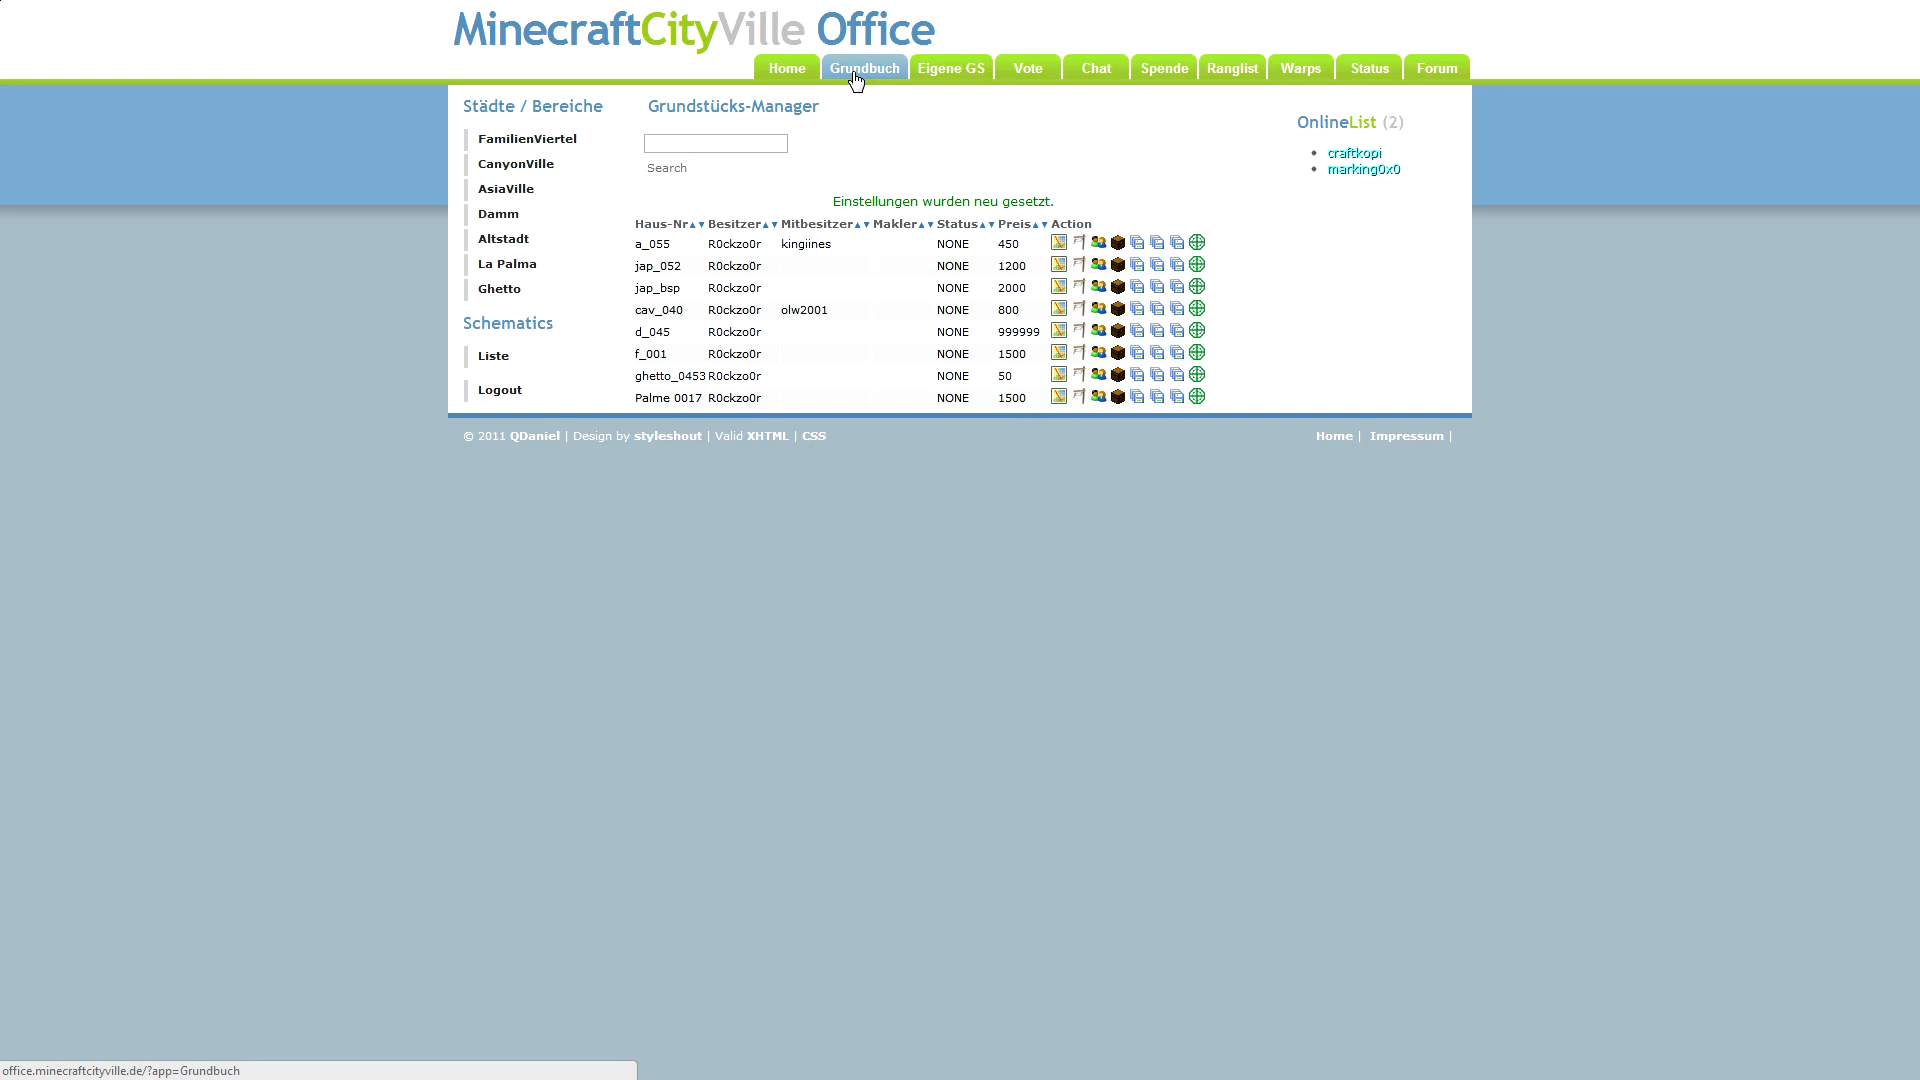 MinecraftCityVille Office
Home Grundbuch Eigene GS Vote Chat Spende Ranglist Warps Status Forum
Städte / Bereiche
FamilienViertel
CanyonVille
AsiaVille
Damm
Altstadt
La Palma
Ghetto
Schematics
Liste
Logout
Grundstücks-Manager
Search
Einstellungen wurden neu gesetzt.
Haus-Nr▲▼ Besitzer▲▼ Mitbesitzer▲▼ Makler▲▼ Status▲▼ Preis▲▼ Action
a_055 R0ckzo0r kingiines NONE 450
jap_052 R0ckzo0r NONE 1200
jap_bsp R0ckzo0r NONE 2000
cav_040 R0ckzo0r olw2001 NONE 800
d_045 R0ckzo0r NONE 999999
f_001 R0ckzo0r NONE 1500
ghetto_0453 R0ckzo0r NONE 50
Palme 0017 R0ckzo0r NONE 1500
OnlineList (2)
craftkopi
marking0x0
© 2011 QDaniel | Design by styleshout | Valid XHTML | CSS
Home | Impressum |
office.minecraftcityville.de/?app=Grundbuch